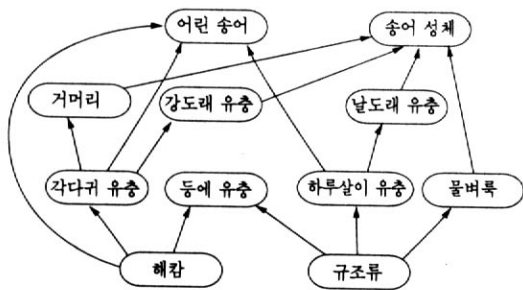 어린 송어
송어 성체
거머리
강도래 유충
날도래 유충
각다귀 유충
등에 유충
하루살이 유충
물벼룩
해캄
규조류